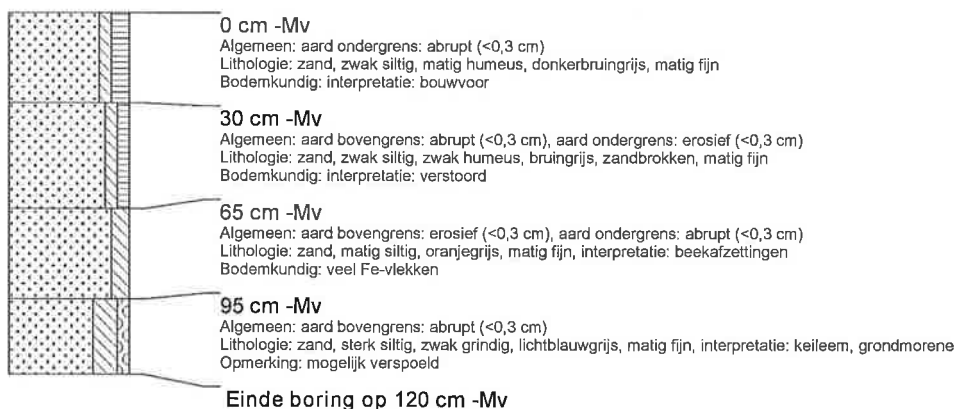 0 cm -Mv
Algemeen: aard ondergrens: abrupt (<0,3 cm)
Lithologie: zand, zwak siltig, matig humeus, donkerbruingrijs, matig fijn
Bodemkundig: interpretatie: bouwvoor
30 cm -Mv
Algemeen: aard bovengrens: abrupt (<0,3 cm), aard ondergrens: erosief (<0,3 cm)
Lithologie: zand, zwak siltig, zwak humeus, bruingrijs, zandbrokken, matig fijn
Bodemkundig: interpretatie: verstoord
65 cm -Mv
Algemeen: aard bovengrens: erosief (<0,3 cm), aard ondergrens: abrupt (<0,3 cm)
Lithologie: zand, matig siltig, oranjegrijs, matig fijn, interpretatie: beekafzettingen
Bodemkundig: veel Fe-vlekken
95 cm -Mv
Algemeen: aard bovengrens: abrupt (<0,3 cm)
Lithologie: zand, sterk siltig, zwak grindig, lichtblauwgrijs, matig fijn, interpretatie: keileem, grondmorene
Opmerking: mogelijk verspoeld
Einde boring op 120 cm -Mv